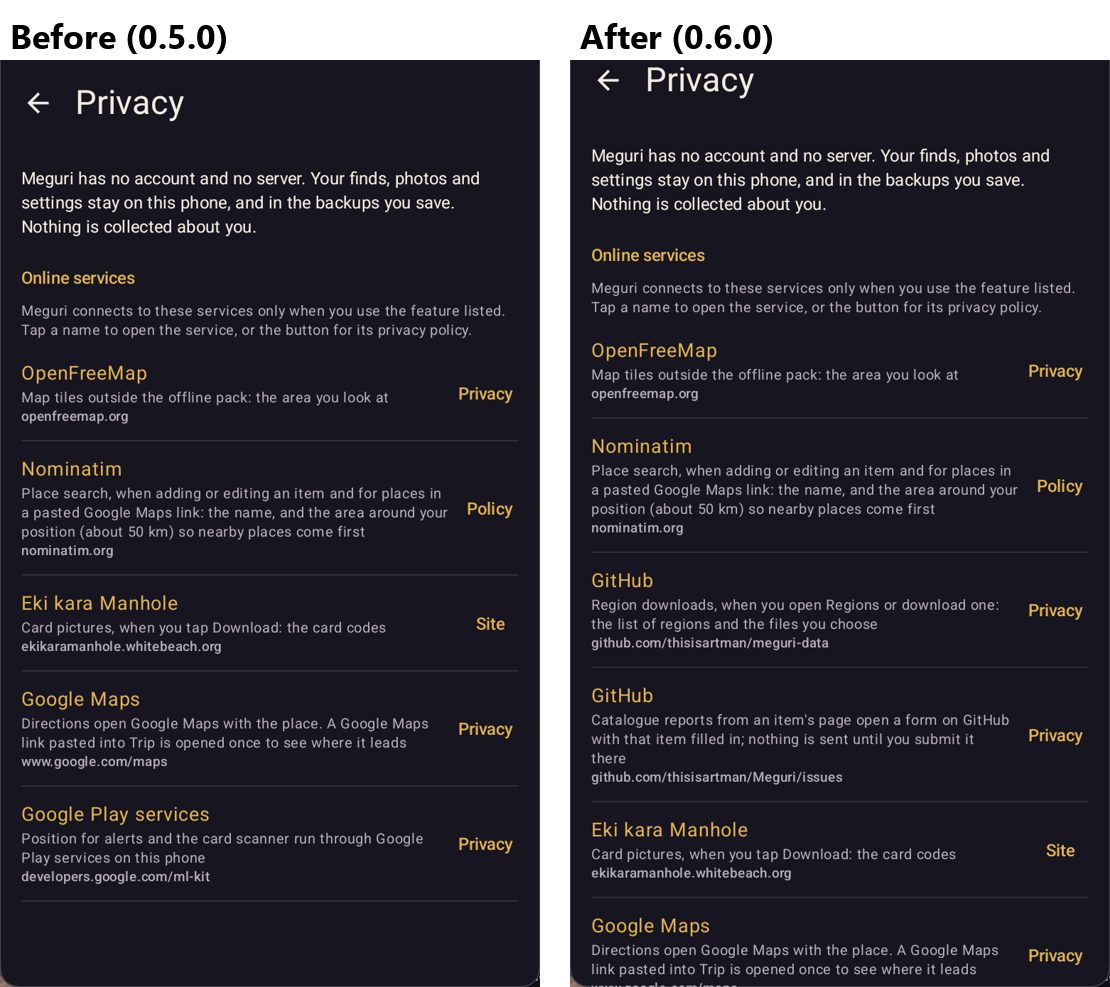 Before (0.5.0)
Privacy
Meguri has no account and no server. Your finds, photos and
settings stay on this phone, and in the backups you save.
Nothing is collected about you.
Online services
Meguri connects to these services only when you use the feature listed.
Tap a name to open the service, or the button for its privacy policy.
OpenFreeMap
Map tiles outside the offline pack: the area you look at
openfreemap.org
Privacy
Nominatim
Place search, when adding or editing an item and for places in
a pasted Google Maps link: the name, and the area around your
position (about 50 km) so nearby places come first
nominatim.org
Policy
Eki kara Manhole
Card pictures, when you tap Download: the card codes
ekikaramanhole.whitebeach.org
Site
Google Maps
Directions open Google Maps with the place. A Google Maps
link pasted into Trip is opened once to see where it leads
www.google.com/maps
Privacy
Google Play services
Position for alerts and the card scanner run through Google
Play services on this phone
developers.google.com/ml-kit
Privacy
After (0.6.0)
Privacy
Meguri has no account and no server. Your finds, photos and
settings stay on this phone, and in the backups you save.
Nothing is collected about you.
Online services
Meguri connects to these services only when you use the feature listed.
Tap a name to open the service, or the button for its privacy policy.
OpenFreeMap
Map tiles outside the offline pack: the area you look at
openfreemap.org
Privacy
Nominatim
Place search, when adding or editing an item and for places in
a pasted Google Maps link: the name, and the area around your
position (about 50 km) so nearby places come first
nominatim.org
Policy
GitHub
Region downloads, when you open Regions or download one:
the list of regions and the files you choose
github.com/thisisartman/meguri-data
Privacy
GitHub
Catalogue reports from an item's page open a form on GitHub
with that item filled in; nothing is sent until you submit it
there
github.com/thisisartman/Meguri/issues
Privacy
Eki kara Manhole
Card pictures, when you tap Download: the card codes
ekikaramanhole.whitebeach.org
Site
Google Maps
Directions open Google Maps with the place. A Google Maps
link pasted into Trip is opened once to see where it leads
Privacy